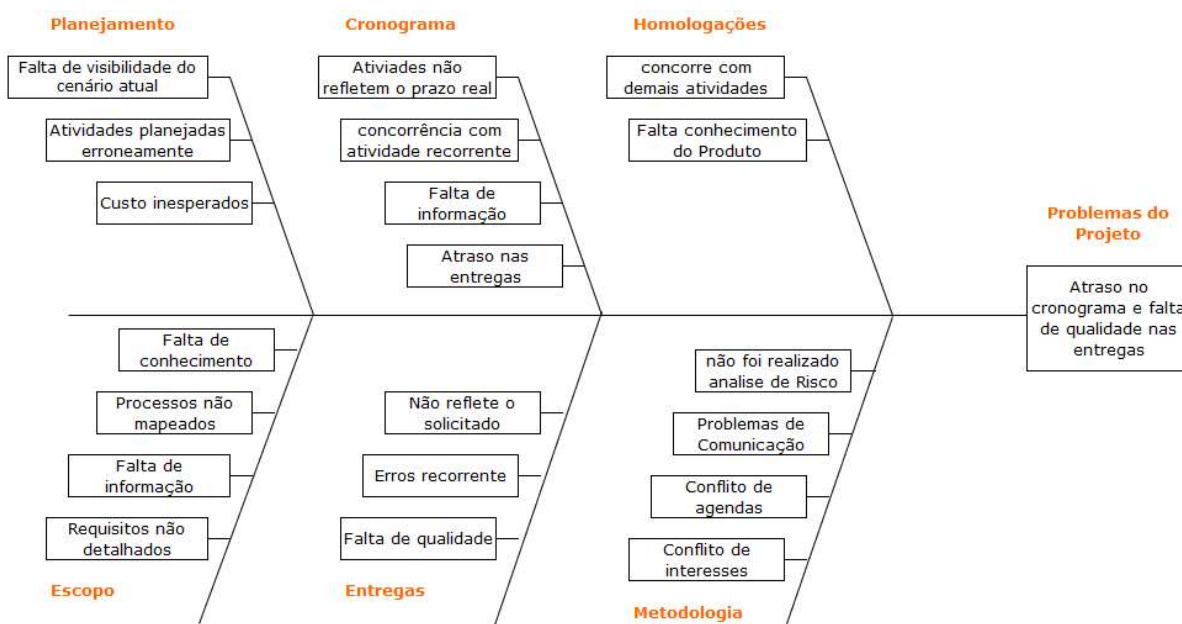 Planejamento
Falta de visibilidade do
cenário atual
Atividades planejadas
erroneamente
Custo inesperados
Cronograma
Ativiades não
refletem o prazo real
concorrência com
atividade recorrente
Falta de
informação
Atraso nas
entregas
Homologações
concorre com
demais atividades
Falta conhecimento
do Produto
Problemas do
Projeto
Atraso no
cronograma e falta
de qualidade nas
entregas
Falta de
conhecimento
Processos não
mapeados
Falta de
informação
Requisitos não
detalhados
Escopo
Não reflete o
solicitado
Erros recorrente
Falta de qualidade
Entregas
não foi realizado
analise de Risco
Problemas de
Comunicação
Conflito de
agendas
Conflito de
interesses
Metodologia